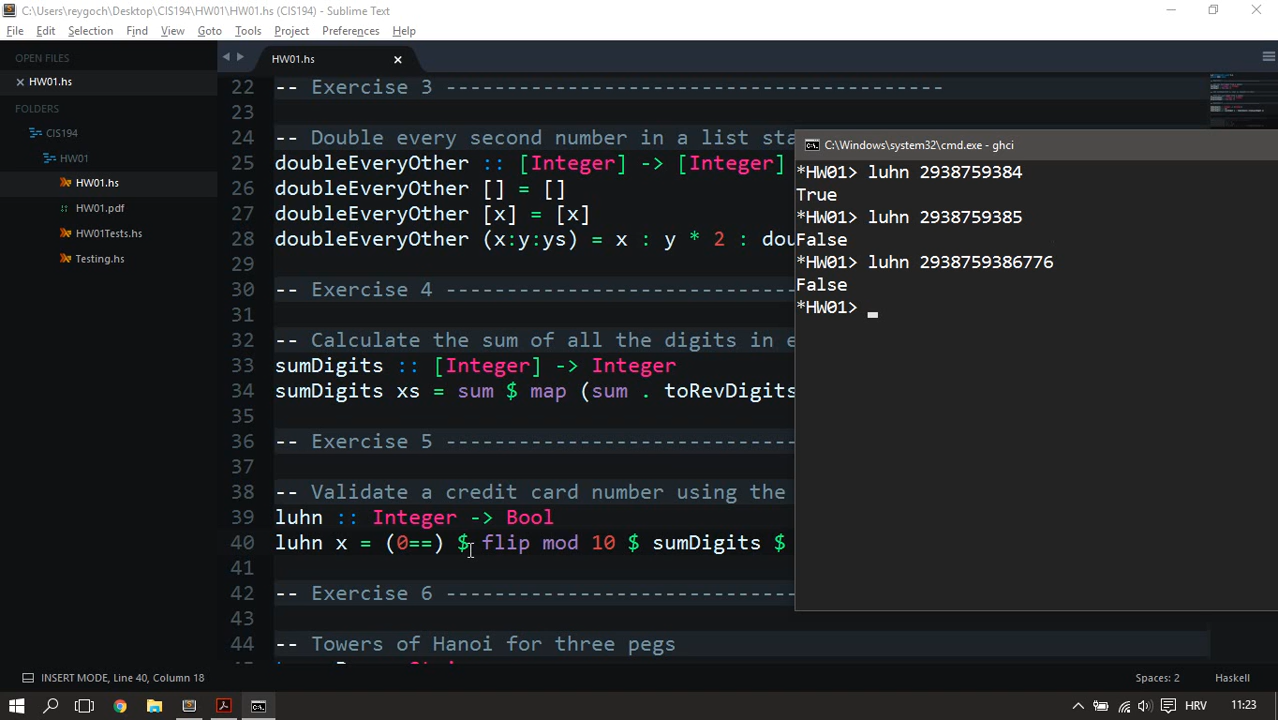 C:\Users\reygoch\Desktop\CIS194\HW01\HW01.hs (CIS194) - Sublime Text
File Edit Selection Find View Goto Tools Project Preferences Help
OPEN FILES
HW01.hs
FOLDERS
CIS194
HW01
HW01.hs
HW01.pdf
HW01Tests.hs
Testing.hs
HW01.hs
22 -- Exercise 3 -----------------------------------------
23
24 -- Double every second number in a list sta
25 doubleEveryOther :: [Integer] -> [Integer]
26 doubleEveryOther [] = []
27 doubleEveryOther [x] = [x]
28 doubleEveryOther (x:y:ys) = x : y * 2 : dou
29
30 -- Exercise 4 -----------------------------
31
32 -- Calculate the sum of all the digits in e
33 sumDigits :: [Integer] -> Integer
34 sumDigits xs = sum $ map (sum . toRevDigits
35
36 -- Exercise 5 -----------------------------
37
38 -- Validate a credit card number using the
39 luhn :: Integer -> Bool
40 luhn x = (0==) $ flip mod 10 $ sumDigits $
41
42 -- Exercise 6 -----------------------------
43
44 -- Towers of Hanoi for three pegs
C:\Windows\system32\cmd.exe - ghci
*HW01> luhn 2938759384
True
*HW01> luhn 2938759385
False
*HW01> luhn 2938759386776
False
*HW01>
INSERT MODE, Line 40, Column 18
Spaces: 2
Haskell
HRV
11:23